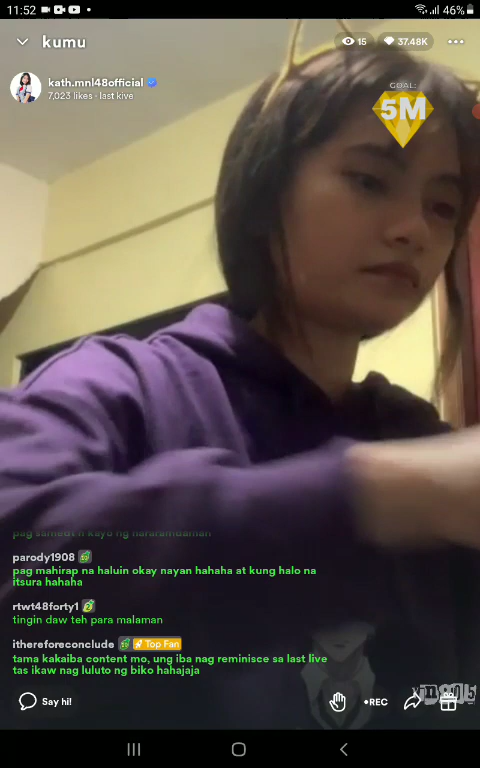 11:52
46%
kumu
15
37.48K
kath.mnl48official
7,023 likes · last kive
GOAL:
5M
parody1908
pag mahirap na haluin okay nayan hahaha at kung halo na
itsura hahaha
rtwt48forty1
tingin daw teh para malaman
ithereforeconclude Top Fan
tama kakaiba content mo, ung iba nag reminisce sa last live
tas ikaw nag luluto ng biko hahajaja
Say hi!
•REC